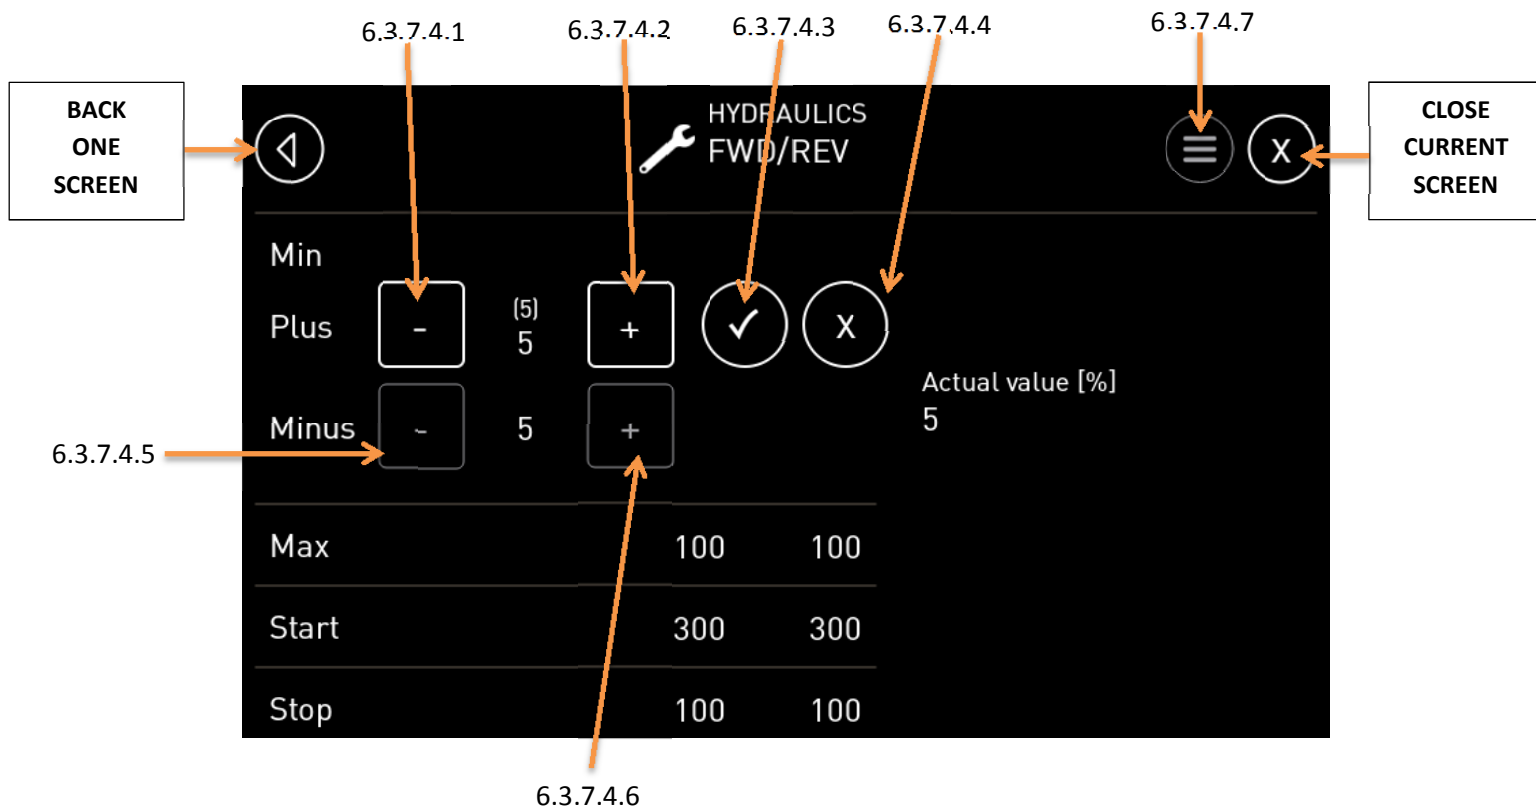 6.3.7.4.1
6.3.7.4.2
6.3.7.4.3
6.3.7.4.4
6.3.7.4.7
BACK
ONE
SCREEN
HYDRAULICS
FWD/REV
X
CLOSE
CURRENT
SCREEN
Min
Plus
-
(5)
5
+
X
Actual value [%]
5
Minus
-
5
+
6.3.7.4.5
Max 100 100
Start 300 300
Stop 100 100
6.3.7.4.6